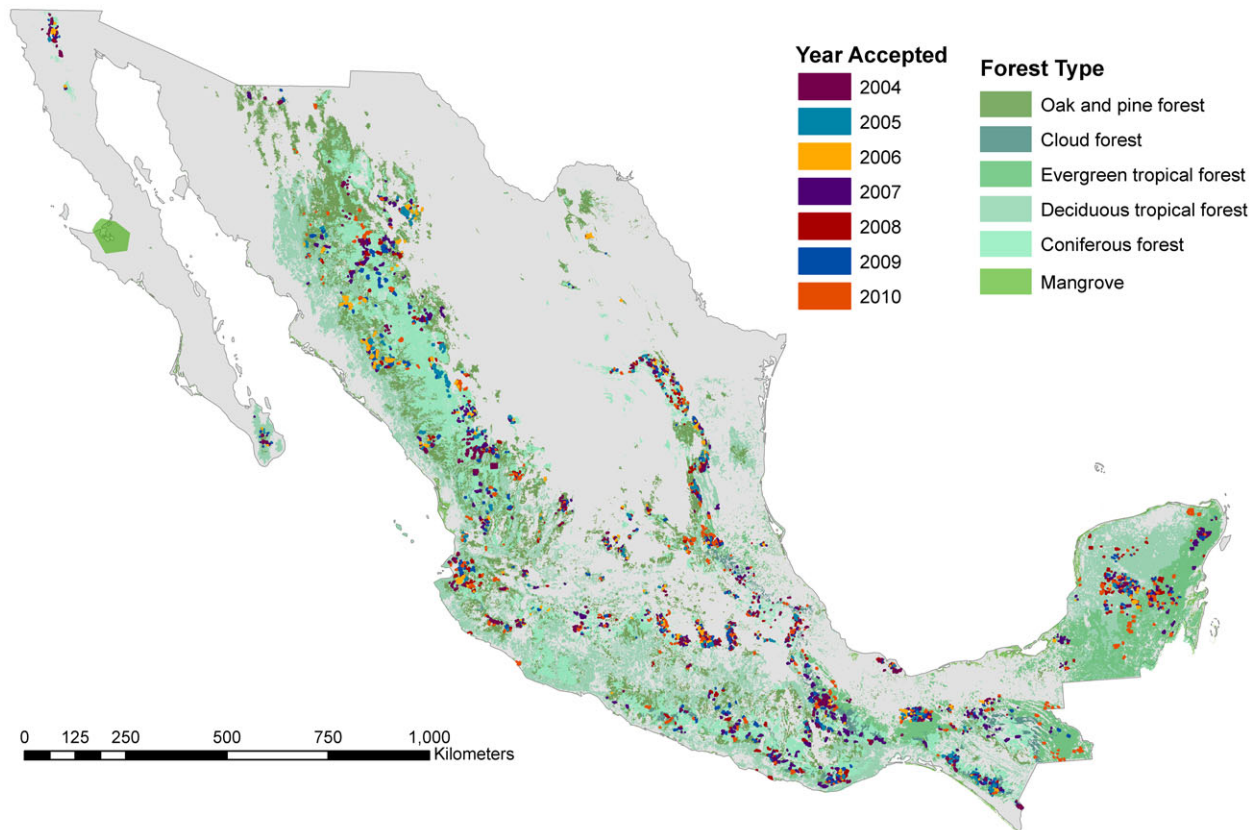 Year Accepted
2004
2005
2006
2007
2008
2009
2010
Forest Type
Oak and pine forest
Cloud forest
Evergreen tropical forest
Deciduous tropical forest
Coniferous forest
Mangrove
0 125 250 500 750 1,000
Kilometers